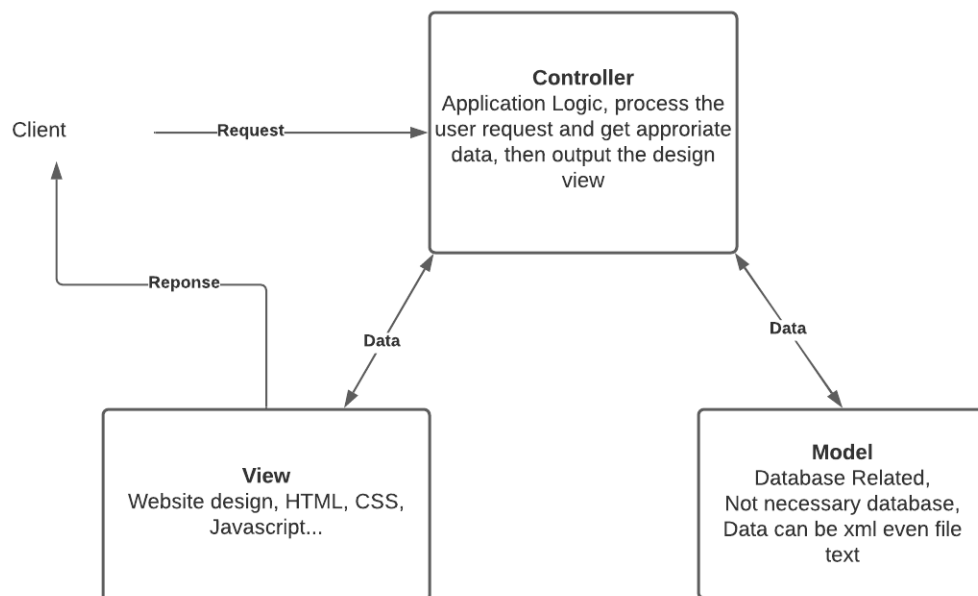 Controller
Application Logic, process the
user request and get approriate
data, then output the design
view
Client
Request
Reponse
Data
Data
View
Website design, HTML, CSS,
Javascript...
Model
Database Related,
Not necessary database,
Data can be xml even file
text